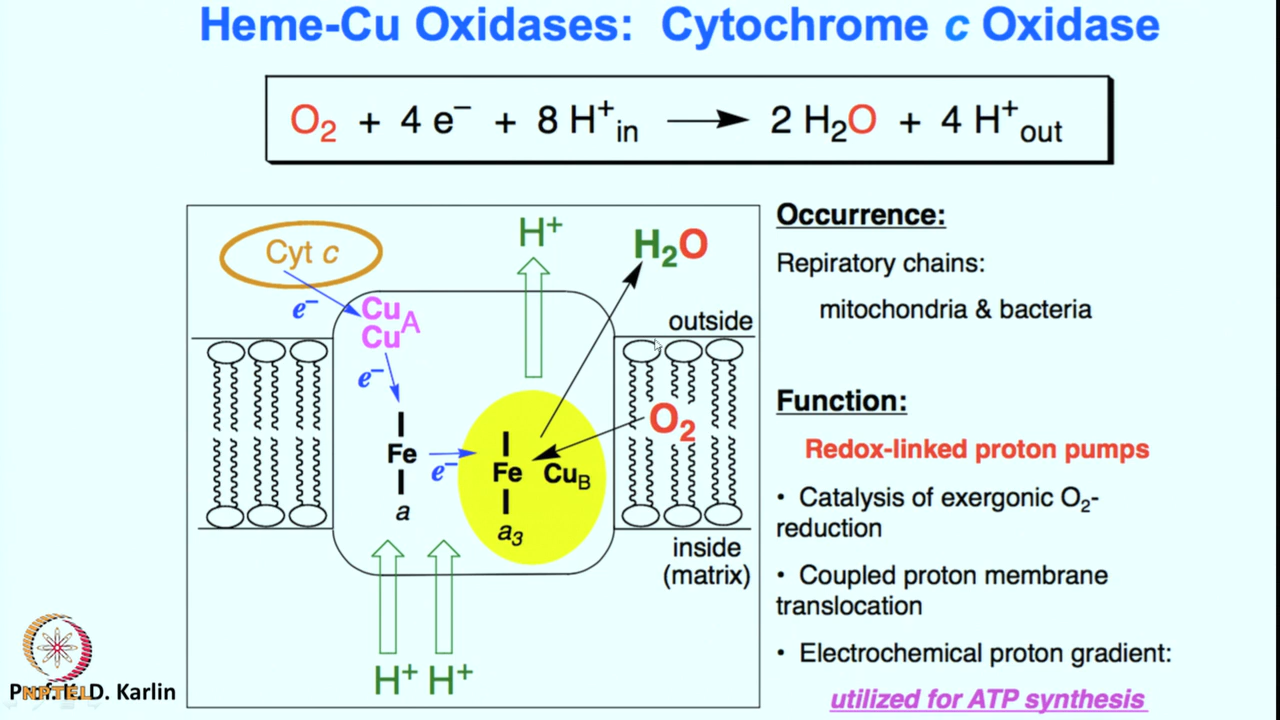 Heme-Cu Oxidases: Cytochrome c Oxidase
O₂ + 4 e⁻ + 8 H⁺in → 2 H₂O + 4 H⁺out
Cyt c
e⁻
CuA
Cu
e⁻
Fe
a
e⁻
Fe CuB
a₃
H⁺
H₂O
outside
O₂
inside
(matrix)
H⁺ H⁺
Occurrence:
Repiratory chains:
mitochondria & bacteria
Function:
Redox-linked proton pumps
• Catalysis of exergonic O₂-
reduction
• Coupled proton membrane
translocation
• Electrochemical proton gradient:
utilized for ATP synthesis
Prof. K. D. Karlin
NPTEL